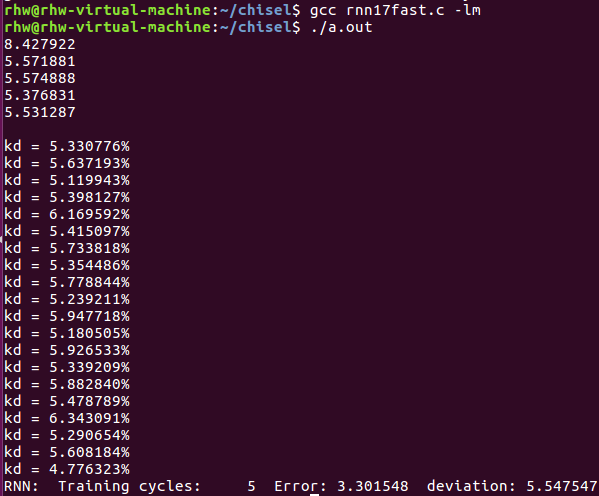 rhw@rhw-virtual-machine:~/chisel$ gcc rnn17fast.c -lm
rhw@rhw-virtual-machine:~/chisel$ ./a.out
8.427922
5.571881
5.574888
5.376831
5.531287
kd = 5.330776%
kd = 5.637193%
kd = 5.119943%
kd = 5.398127%
kd = 6.169592%
kd = 5.415097%
kd = 5.733818%
kd = 5.354486%
kd = 5.778844%
kd = 5.239211%
kd = 5.947718%
kd = 5.180505%
kd = 5.926533%
kd = 5.339209%
kd = 5.882840%
kd = 5.478789%
kd = 6.343091%
kd = 5.290654%
kd = 5.608184%
kd = 4.776323%
RNN:  Training cycles:     5  Error: 3.301548  deviation: 5.547547